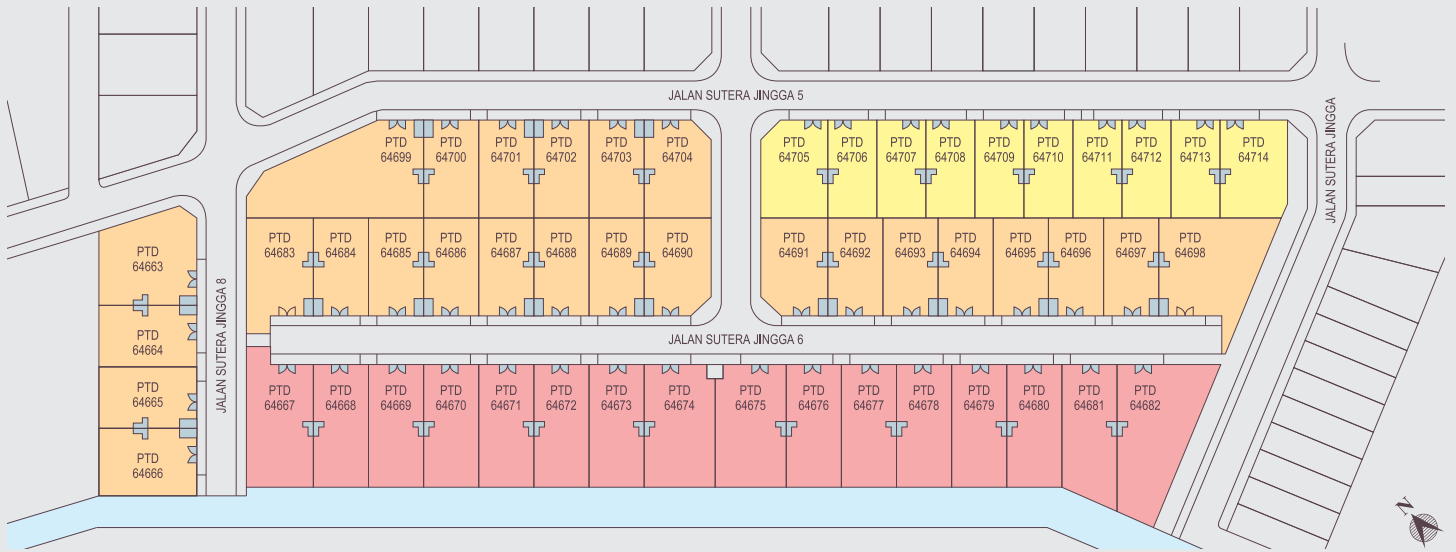 JALAN SUTERA JINGGA 5
PTD
64699
PTD
64700
PTD
64701
PTD
64702
PTD
64703
PTD
64704
PTD
64705
PTD
64706
PTD
64707
PTD
64708
PTD
64709
PTD
64710
PTD
64711
PTD
64712
PTD
64713
PTD
64714
JALAN SUTERA JINGGA
PTD
64663
PTD
64664
PTD
64665
PTD
64666
JALAN SUTERA JINGGA 8
PTD
64683
PTD
64684
PTD
64685
PTD
64686
PTD
64687
PTD
64688
PTD
64689
PTD
64690
PTD
64691
PTD
64692
PTD
64693
PTD
64694
PTD
64695
PTD
64696
PTD
64697
PTD
64698
JALAN SUTERA JINGGA 6
PTD
64667
PTD
64668
PTD
64669
PTD
64670
PTD
64671
PTD
64672
PTD
64673
PTD
64674
PTD
64675
PTD
64676
PTD
64677
PTD
64678
PTD
64679
PTD
64680
PTD
64681
PTD
64682
N